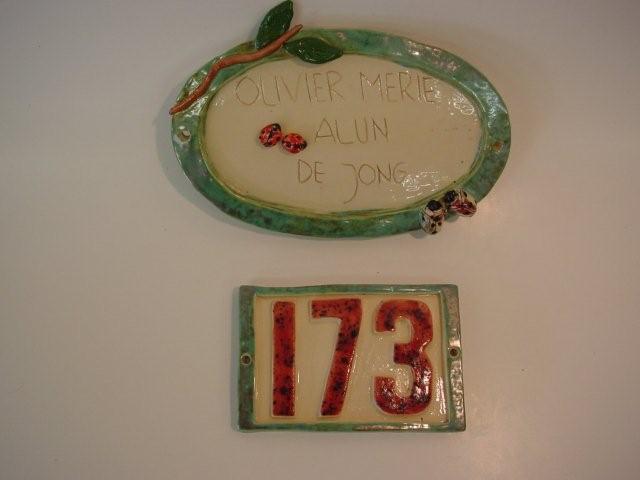 OLIVIER MERIE
ALUN
DE JONG
173